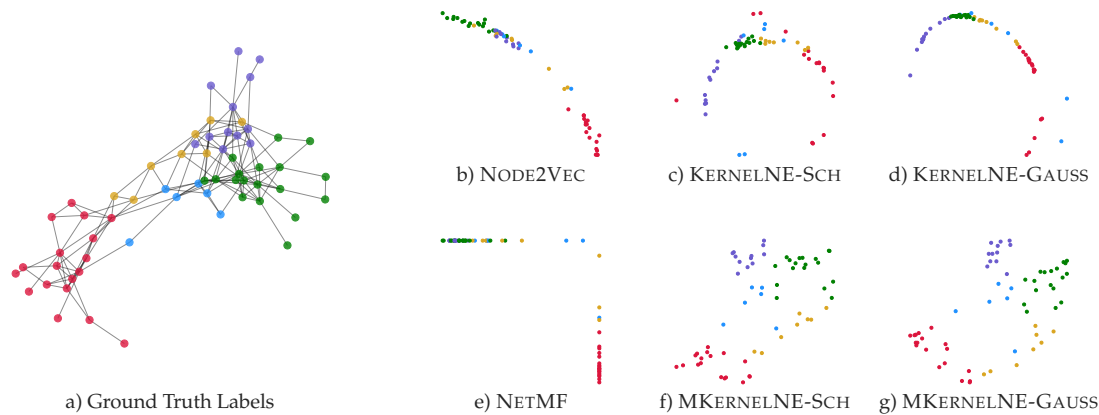 b) NODE2VEC
c) KERNELNE-SCH
d) KERNELNE-GAUSS
a) Ground Truth Labels
e) NETMF
f) MKERNELNE-SCH
g) MKERNELNE-GAUSS